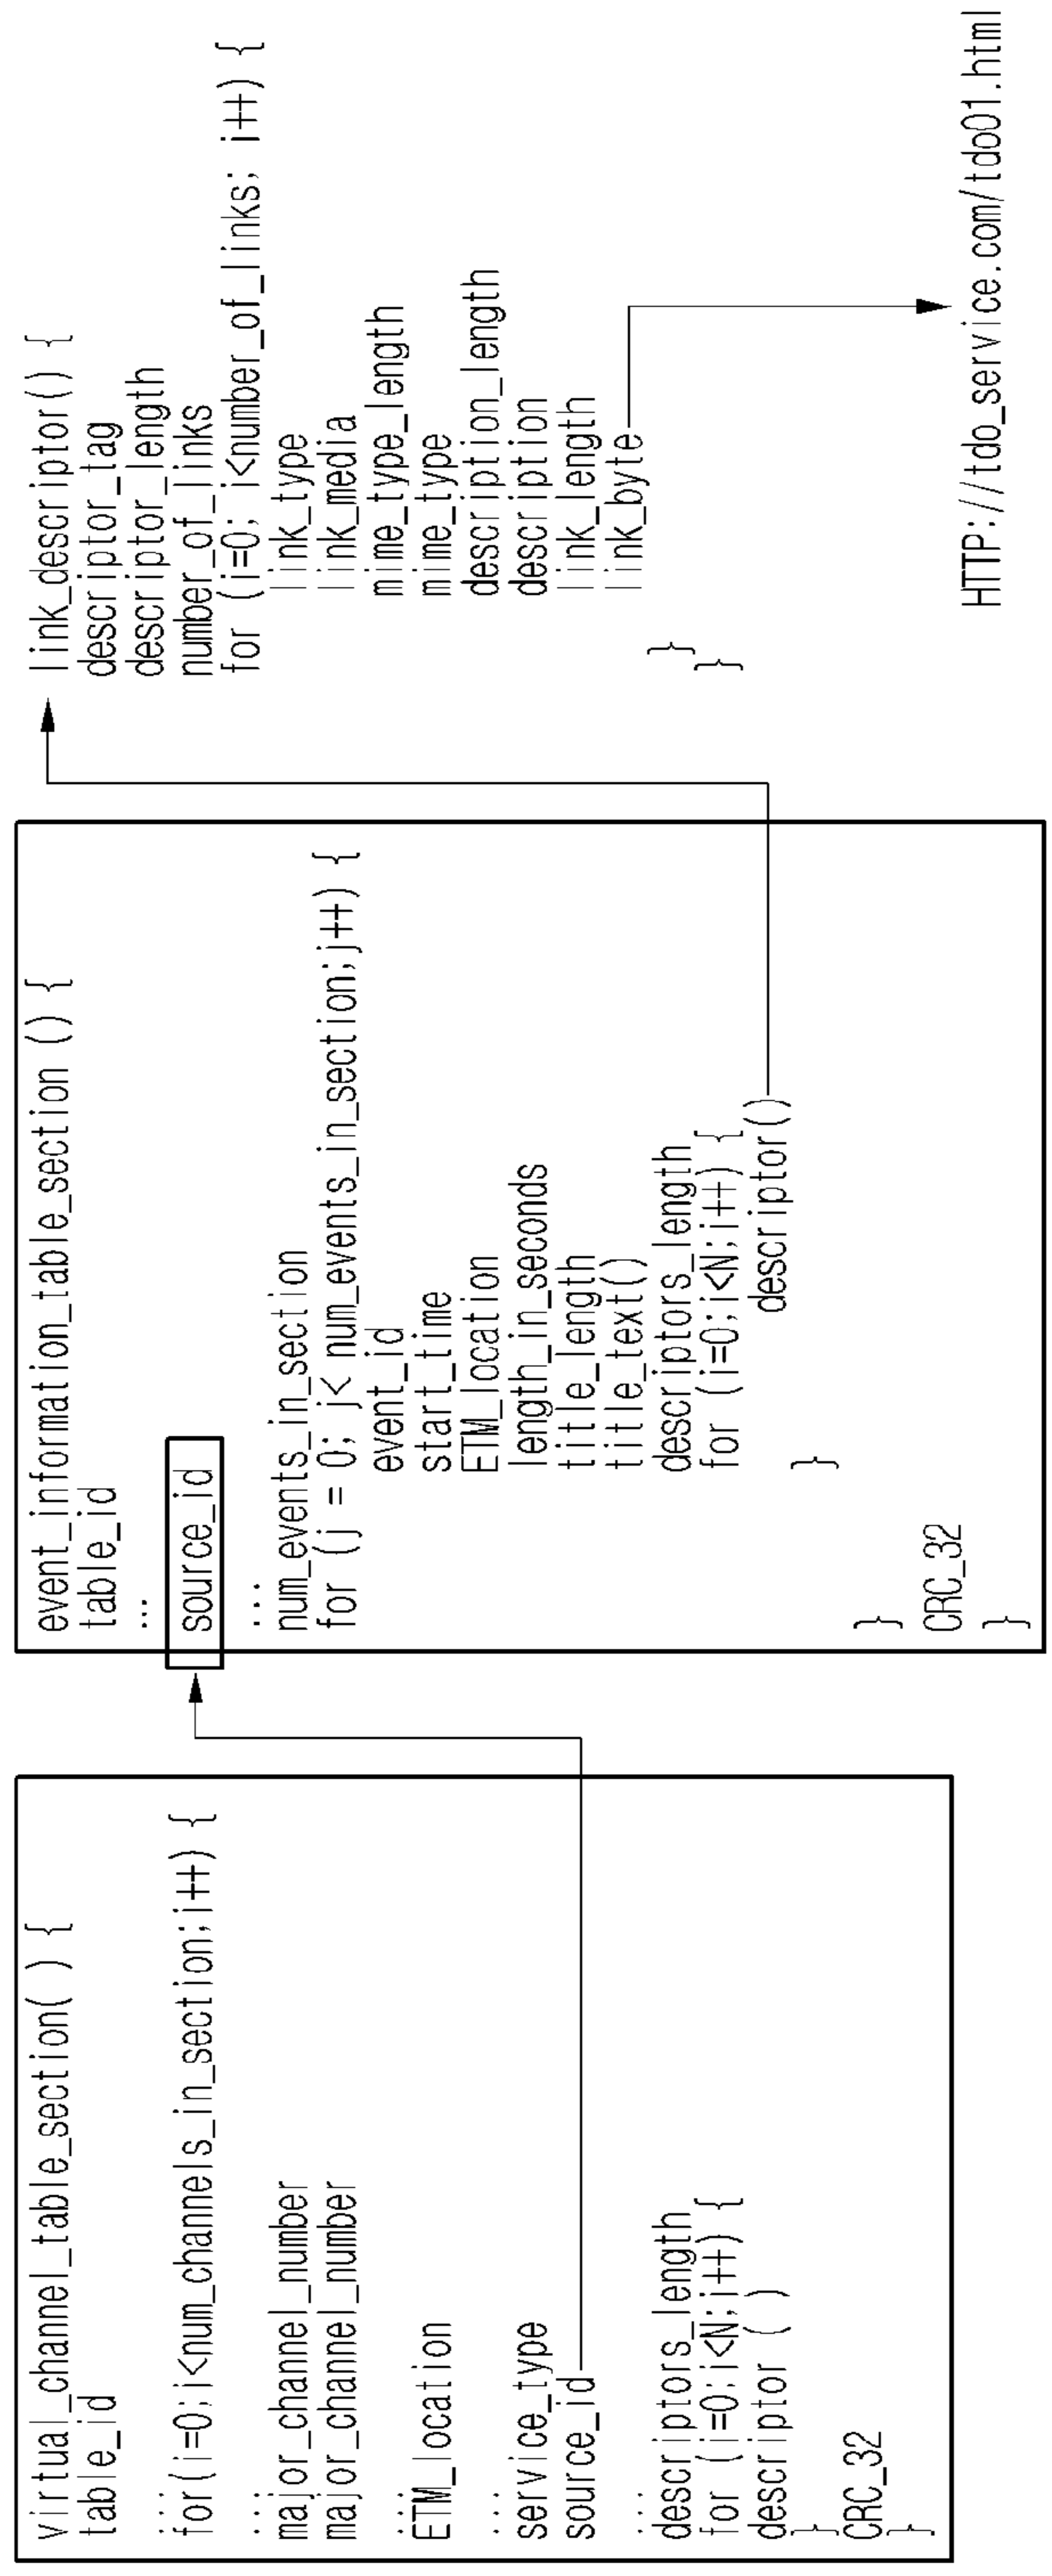 virtual_channel_table_section( ) {
table_id
...
for(i=0;i<num_channels_in_section;i++) {
...
major_channel_number
major_channel_number
...
ETM_location
...
service_type
source_id
...
descriptors_length
for (i=0;i<N;i++) {
descriptor ( )
}
CRC_32
}
event_information_table_section () {
table_id
...
source_id
...
num_events_in_section
for (j = 0; j< num_events_in_section;j++) {
event_id
start_time
ETM_location
length_in_seconds
title_length
title_text()
descriptors_length
for (i=0;i<N;i++) {
descriptor()
}
}
CRC_32
}
link_descriptor() {
descriptor_tag
descriptor_length
number_of_links
for (i=0; i<number_of_links; i++) {
link_type
link_media
mime_type_length
mime_type
description_length
description
link_length
link_byte
}
}
HTTP://tdo_service.com/tdo01.html